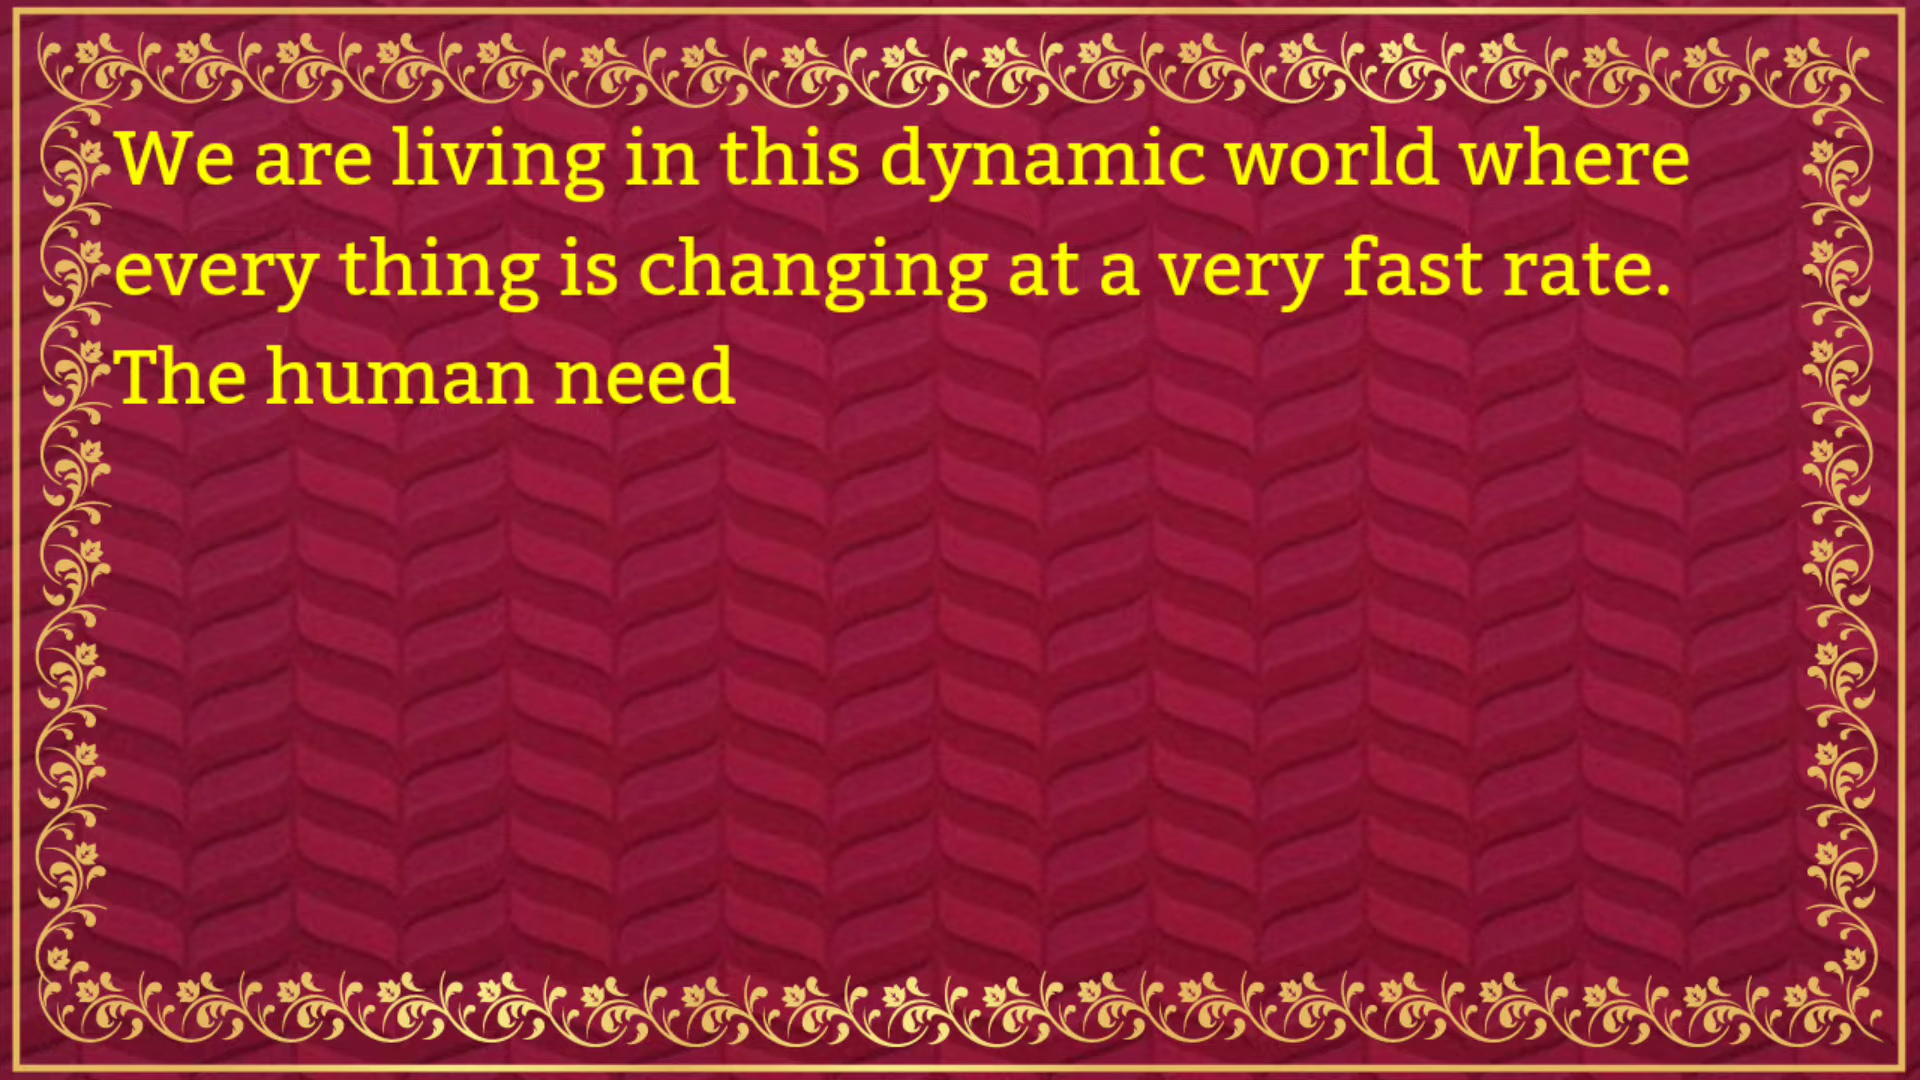 We are living in this dynamic world where
every thing is changing at a very fast rate.
The human need